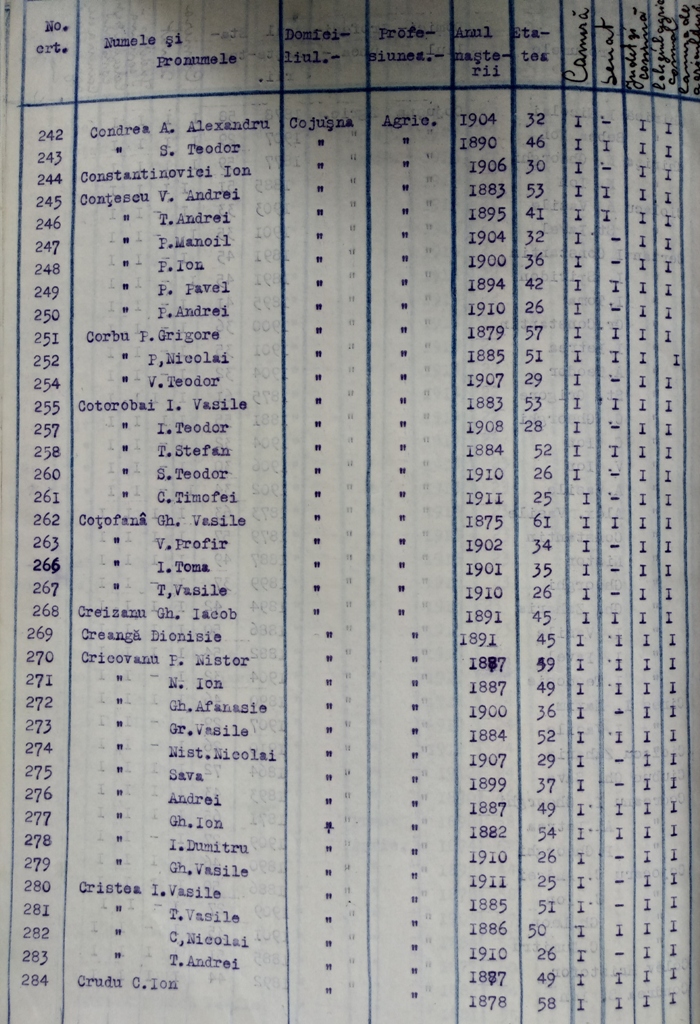 No. crt. Numele și Pronumele Domici-liul.- Profe-siunea.- Anul naște-rii Eta-tea Cameră Senat Județ și comună
242 Condrea A. Alexandru Cojușna Agric. 1904 32 I - I I
243 " S. Teodor " " 1890 46 I I I I
244 Constantinovici Ion " " 1906 30 I - I I
245 Conțescu V. Andrei " " 1883 53 I I I I
246 " T.Andrei " " 1895 41 I I I I
247 " P.Manoil " " 1904 32 I - I I
248 " P.Ion " " 1900 36 I - I I
249 " P. Pavel " " 1894 42 I I I I
250 " P.Andrei " " 1910 26 I - I I
251 Corbu P.Grigore " " 1879 57 I I I I
252 " P,Nicolai " " 1885 51 I I I I
254 " V.Teodor " " 1907 29 I - I I
255 Cotorobai I. Vasile " " 1883 53 I I I I
257 " I.Teodor " " 1908 28 I - I I
258 " T.Stefan " " 1884 52 I I I I
260 " S.Teodor " " 1910 26 I - I I
261 " C.Timofei " " 1911 25 I - I I
262 Coțofană Gh. Vasile " " 1875 61 I I I I
263 " V.Profir " " 1902 34 I - I I
266 " I.Toma " " 1901 35 I - I I
267 " T,Vasile " " 1910 26 I - I I
268 Creizanu Gh. Iacob " " 1891 45 I I I I
269 Creangă Dionisie " " 1891 45 I I I I
270 Cricovanu P. Nistor " " 1887 49 I I I I
271 " N. Ion " " 1887 49 I I I I
272 " Gh.Afanasie " " 1900 36 I - I I
273 " Gr.Vasile " " 1884 52 I I I I
274 " Nist.Nicolai " " 1907 29 I - I I
275 " Sava " " 1899 37 I - I I
276 " Andrei " " 1887 49 I I I I
277 " Gh.Ion " " 1882 54 I I I I
278 " I.Dumitru " " 1910 26 I - I I
279 " Gh.Vasile " " 1911 25 I - I I
280 Cristea I.Vasile " " 1885 51 I - I I
281 " T.Vasile " " 1886 50 I I I I
282 " C,Nicolai " " 1910 26 I - I I
283 " T.Andrei " " 1887 49 I I I I
284 Crudu C.Ion " " 1878 58 I I I I